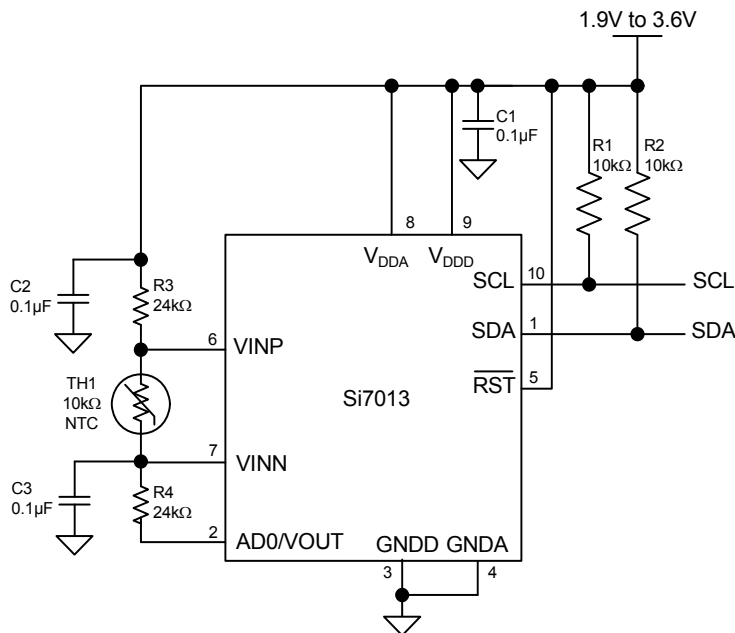 1.9V to 3.6V
C1
0.1µF
R1
10kΩ
R2
10kΩ
8
9
VDDA
VDDD
C2
0.1µF
R3
24kΩ
SCL
10
SCL
SDA
1
SDA
6
VINP
RST
5
TH1
10kΩ
NTC
Si7013
7
VINN
C3
0.1µF
R4
24kΩ
2
AD0/VOUT
GNDD
GNDA
3
4